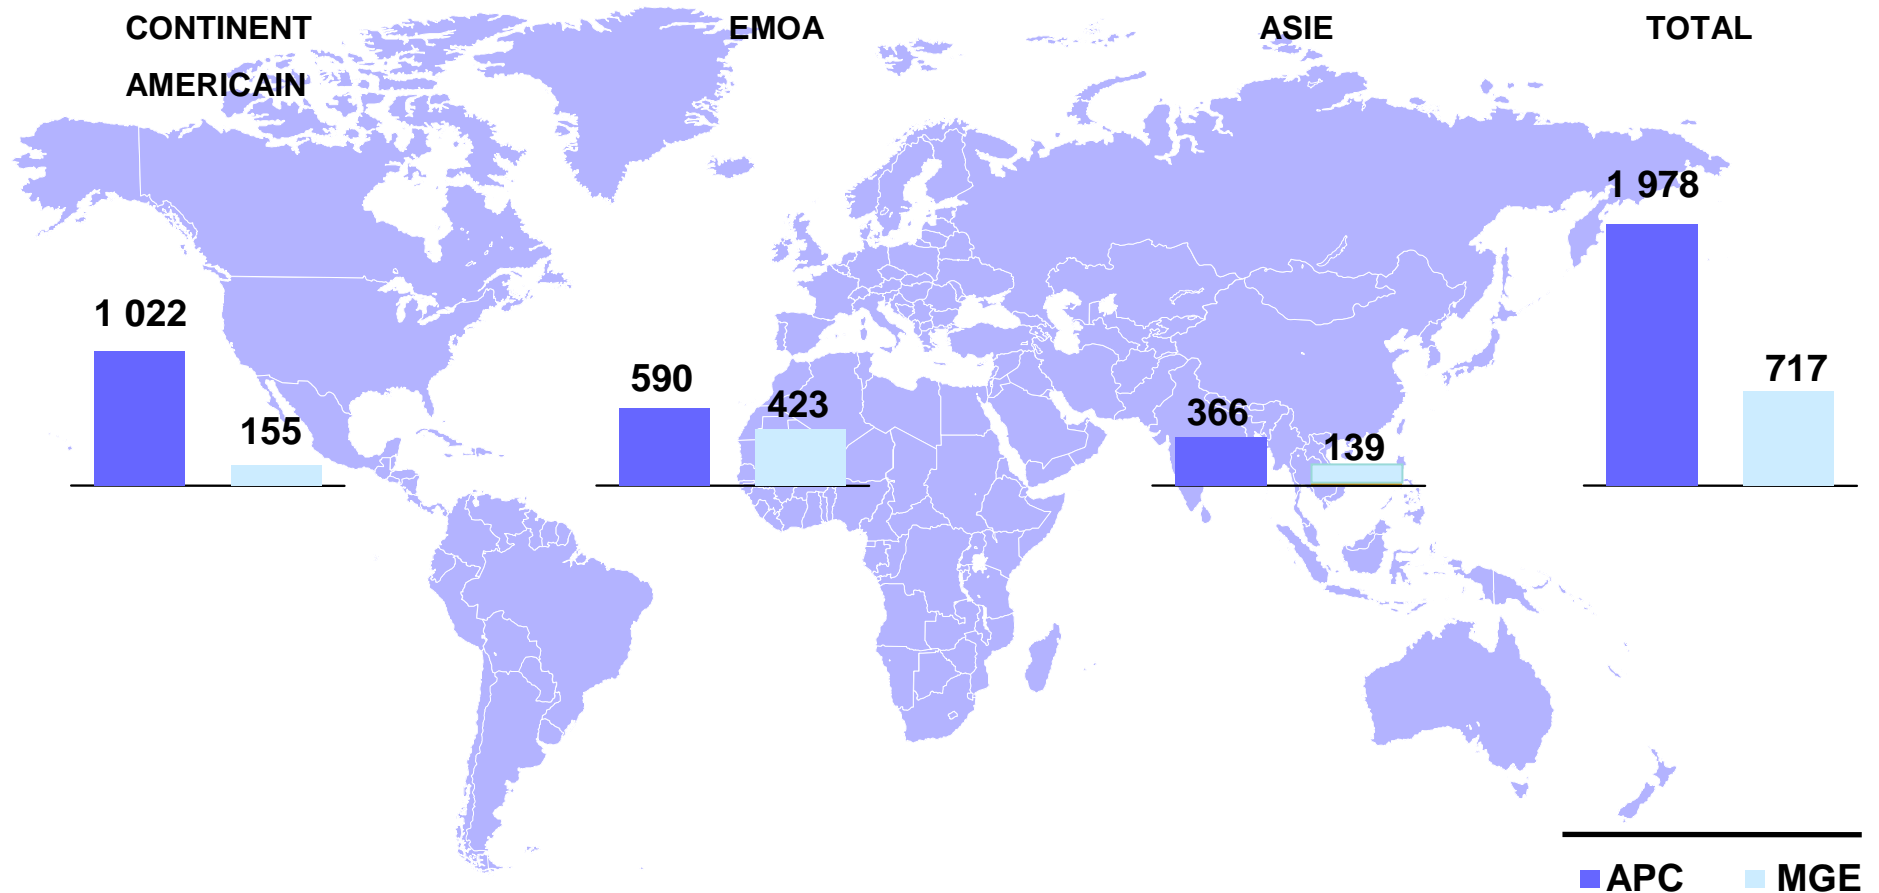 CONTINENT
AMERICAIN
EMOA
ASIE
TOTAL
1 022
155
590
423
366
139
1 978
717
APC
MGE